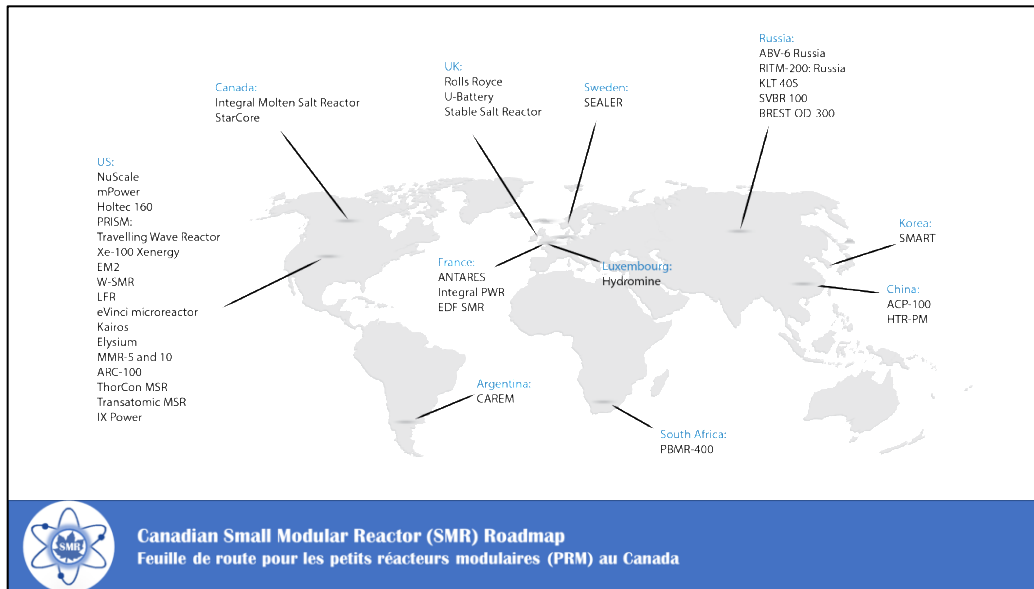 Canada:
Integral Molten Salt Reactor
StarCore
UK:
Rolls Royce
U-Battery
Stable Salt Reactor
Sweden:
SEALER
Russia:
ABV-6 Russia
RITM-200: Russia
KLT 40S
SVBR 100
BREST OD-300
US:
NuScale
mPower
Holtec 160
PRISM:
Travelling Wave Reactor
Xe-100 Xenergy
EM2
W-SMR
LFR
eVinci microreactor
Kairos
Elysium
MMR-5 and 10
ARC-100
ThorCon MSR
Transatomic MSR
IX Power
France:
ANTARES
Integral PWR
EDF SMR
Luxembourg:
Hydromine
Korea:
SMART
China:
ACP-100
HTR-PM
Argentina:
CAREM
South Africa:
PBMR-400
SMR
Canadian Small Modular Reactor (SMR) Roadmap
Feuille de route pour les petits réacteurs modulaires (PRM) au Canada